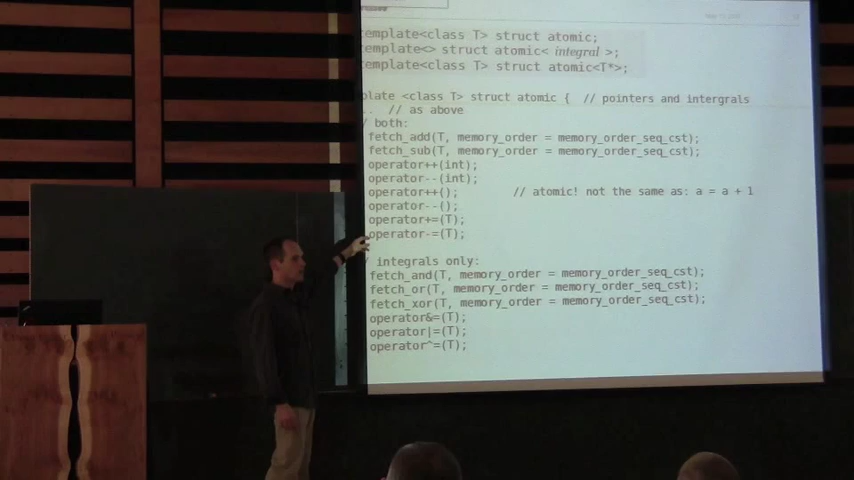 emplate<class T> struct atomic;
emplate<> struct atomic< integral >;
emplate<class T> struct atomic<T*>;
plate <class T> struct atomic { // pointers and intergrals
.. // as above
/ both:
fetch_add(T, memory_order = memory_order_seq_cst);
fetch_sub(T, memory_order = memory_order_seq_cst);
operator++(int);
operator--(int);
operator++(); // atomic! not the same as: a = a + 1
operator--();
operator+=(T);
operator-=(T);
/ integrals only:
fetch_and(T, memory_order = memory_order_seq_cst);
fetch_or(T, memory_order = memory_order_seq_cst);
fetch_xor(T, memory_order = memory_order_seq_cst);
operator&=(T);
operator|=(T);
operator^=(T);